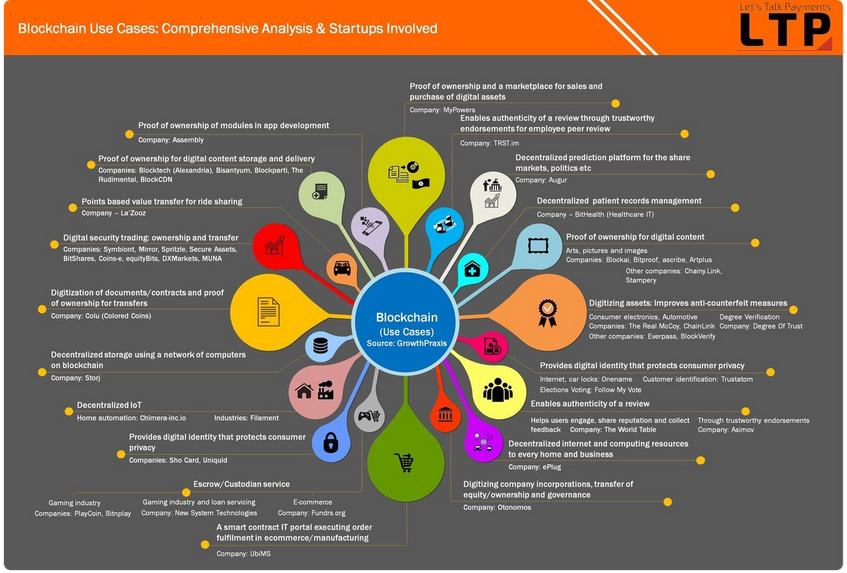 Blockchain Use Cases: Comprehensive Analysis & Startups Involved
Let's Talk Payments
LTP
Proof of ownership and a marketplace for sales and
purchase of digital assets
Company: MyPowers
Enables authenticity of a review through trustworthy
endorsements for employee peer review
Company: TRST.im
Decentralized prediction platform for the share
markets, politics etc
Company: Augur
Decentralized patient records management
Company – BitHealth (Healthcare IT)
Proof of ownership for digital content
Arts, pictures and images
Companies: Blockai, Bitproof, ascribe, Artplus
Other companies: Chainy.Link,
Stampery
Digitizing assets: Improves anti-counterfeit measures
Consumer electronics, Automotive Degree Verification
Companies: The Real McCoy, ChainLink Company: Degree Of Trust
Other companies: Everpass, BlockVerify
Provides digital identity that protects consumer privacy
Internet, car locks: Onename Customer identification: Trustatom
Elections Voting: Follow My Vote
Enables authenticity of a review
Helps users engage, share reputation and collect Through trustworthy endorsements
feedback Company: The World Table Company: Asimov
Decentralized internet and computing resources
to every home and business
Company: ePlug
Digitizing company incorporations, transfer of
equity/ownership and governance
Company: Otonomos
Proof of ownership of modules in app development
Company: Assembly
Proof of ownership for digital content storage and delivery
Companies: Blocktech (Alexandria), Bisantyum, Blockparti, The
Rudimental, BlockCDN
Points based value transfer for ride sharing
Company – La'Zooz
Digital security trading: ownership and transfer
Companies: Symbiont, Mirror, Spritzle, Secure Assets,
BitShares, Coins-e, equityBits, DXMarkets, MUNA
Digitization of documents/contracts and proof
of ownership for transfers
Company: Colu (Colored Coins)
Decentralized storage using a network of computers
on blockchain
Company: Storj
Decentralized IoT
Home automation: Chimera-inc.io Industries: Filament
Provides digital identity that protects consumer
privacy
Companies: Sho Card, Uniquid
Escrow/Custodian service
Gaming industry Gaming industry and loan servicing E-commerce
Companies: PlayCoin, Bitnplay Company: New System Technologies Company: Fundrs.org
A smart contract IT portal executing order
fulfilment in ecommerce/manufacturing
Company: UbiMS
Blockchain
(Use Cases)
Source: GrowthPraxis